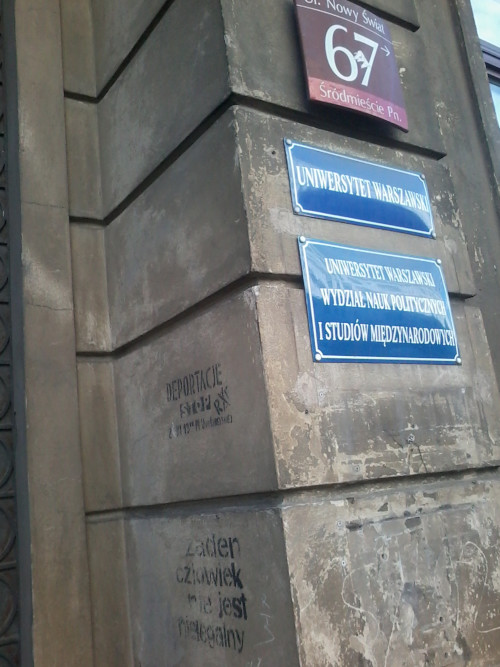 ul. Nowy Świat
67
Śródmieście Pn.
UNIWERSYTET WARSZAWSKI
UNIWERSYTET WARSZAWSKI
WYDZIAŁ NAUK POLITYCZNYCH
I STUDIÓW MIĘDZYNARODOWYCH
DEPORTACJE
STOP
żaden
człowiek
nie jest
nielegalny